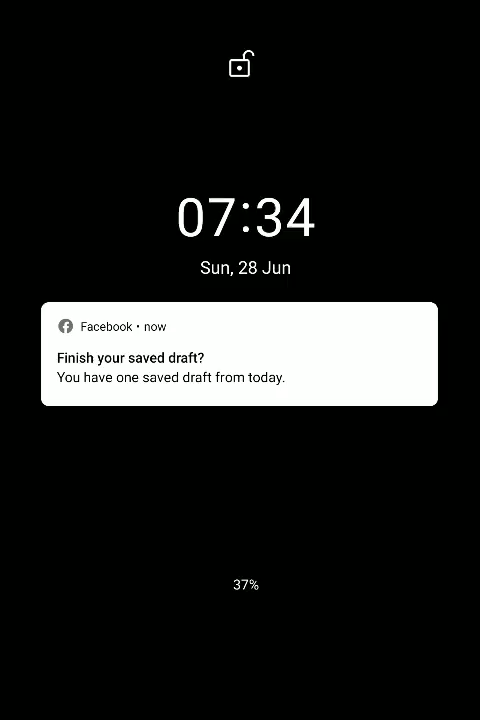 07:34
Sun, 28 Jun
Facebook • now
Finish your saved draft?
You have one saved draft from today.
37%